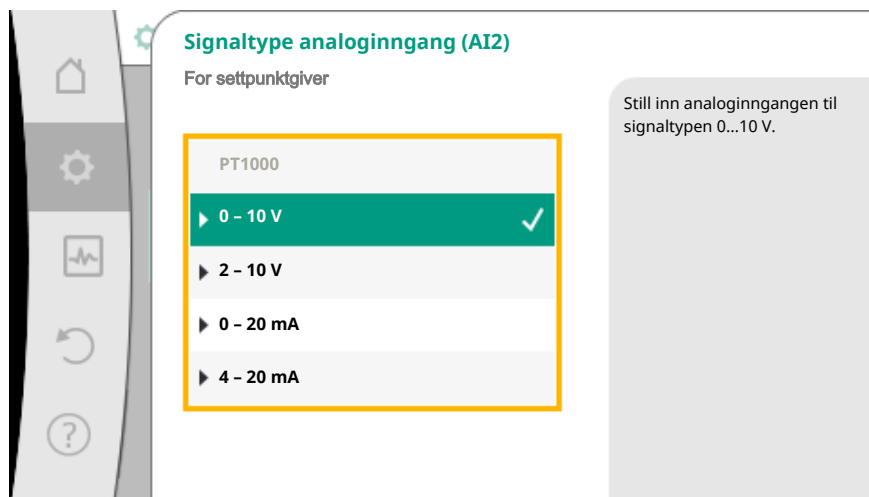 Signaltype analoginngang (AI2)
For settpunktgiver
PT1000
0 – 10 V
2 – 10 V
0 – 20 mA
4 – 20 mA
Still inn analoginngangen til
signaltypen 0...10 V.
?